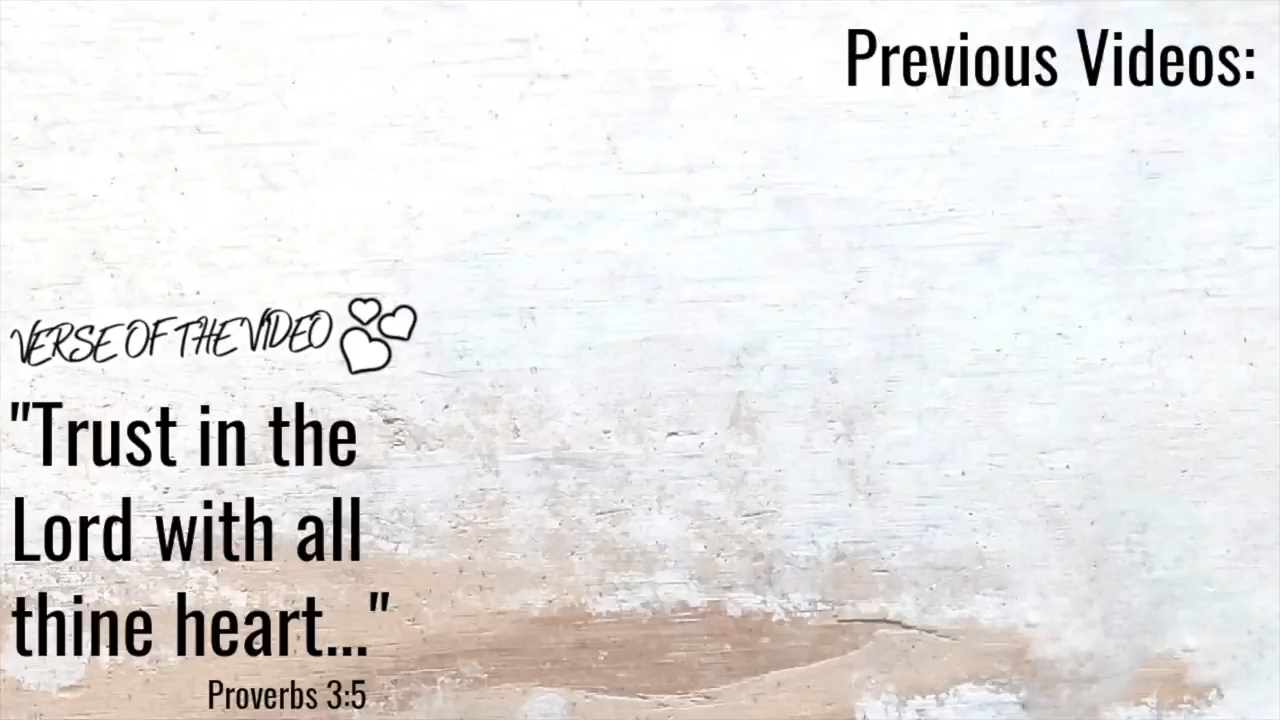 Previous Videos:
VERSE OF THE VIDEO
"Trust in the
Lord with all
thine heart..."
Proverbs 3:5